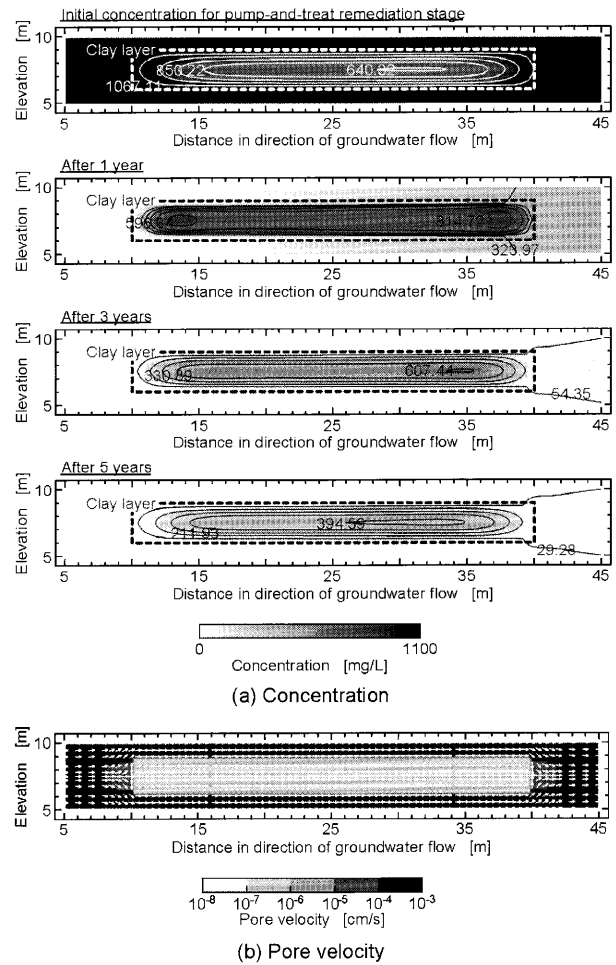 Initial concentration for pump-and-treat remediation stage
Elevation [m]
10
5
Clay layer
850.22
640.92
1067.11
5 15 25 35 45
Distance in direction of groundwater flow [m]
After 1 year
Elevation [m]
10
5
Clay layer
323.97
5 15 25 35 45
Distance in direction of groundwater flow [m]
After 3 years
Elevation [m]
10
5
Clay layer
607.44
54.35
5 15 25 35 45
Distance in direction of groundwater flow [m]
After 5 years
Elevation [m]
10
5
Clay layer
394.59
211.93
29.28
5 15 25 35 45
Distance in direction of groundwater flow [m]
0 1100
Concentration [mg/L]
(a) Concentration
Elevation [m]
10
5
5 15 25 35 45
Distance in direction of groundwater flow [m]
10⁻⁸ 10⁻⁷ 10⁻⁶ 10⁻⁵ 10⁻⁴ 10⁻³
Pore velocity [cm/s]
(b) Pore velocity